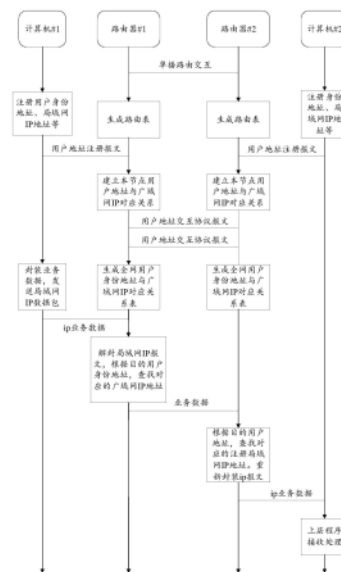 计算机#1
路由器#1
路由器#2
计算机#2
单播路由交互
注册用户身份
地址、局域网
IP地址等
生成路由表
生成路由表
注册身份
地址、局域
网IP地
址等
用户地址注册报文
用户地址注册报文
建立本节点用
户地址与广域
网IP对应关系
建立本节点用
户地址与广域
网IP对应关系
用户地址交互协议报文
用户地址交互协议报文
封装业务
数据，发
送局域网
IP数据包
生成全网用户
身份地址与广
域网IP对应关
系表
生成全网用户
身份地址与广
域网IP对应关
系表
ip业务数据
解封局域网IP报
文，根据目的用户
身份地址，查找对
应的广域网IP地址
业务数据
根据目的用户
地址，查找对
应的注册局域
网IP地址。重
新封装ip报文
ip业务数据
上层程序
接收处理